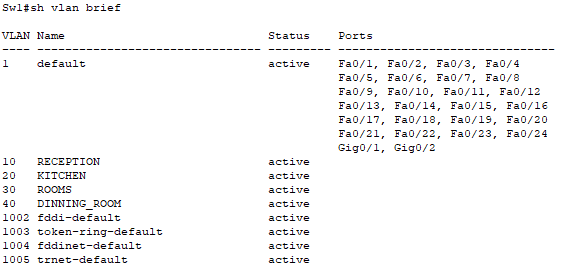 Sw1#sh vlan brief
VLAN Name                             Status    Ports
---- -------------------------------- --------- -------------------------------
1    default                          active    Fa0/1, Fa0/2, Fa0/3, Fa0/4
                                                Fa0/5, Fa0/6, Fa0/7, Fa0/8
                                                Fa0/9, Fa0/10, Fa0/11, Fa0/12
                                                Fa0/13, Fa0/14, Fa0/15, Fa0/16
                                                Fa0/17, Fa0/18, Fa0/19, Fa0/20
                                                Fa0/21, Fa0/22, Fa0/23, Fa0/24
                                                Gig0/1, Gig0/2
10   RECEPTION                        active
20   KITCHEN                          active
30   ROOMS                            active
40   DINNING_ROOM                     active
1002 fddi-default                     active
1003 token-ring-default               active
1004 fddinet-default                  active
1005 trnet-default                    active